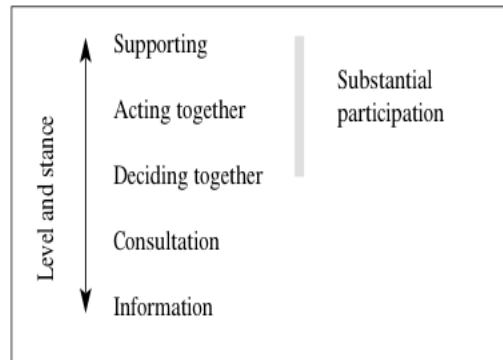 Supporting
Substantial
participation
Acting together
Deciding together
Consultation
Information
Level and stance